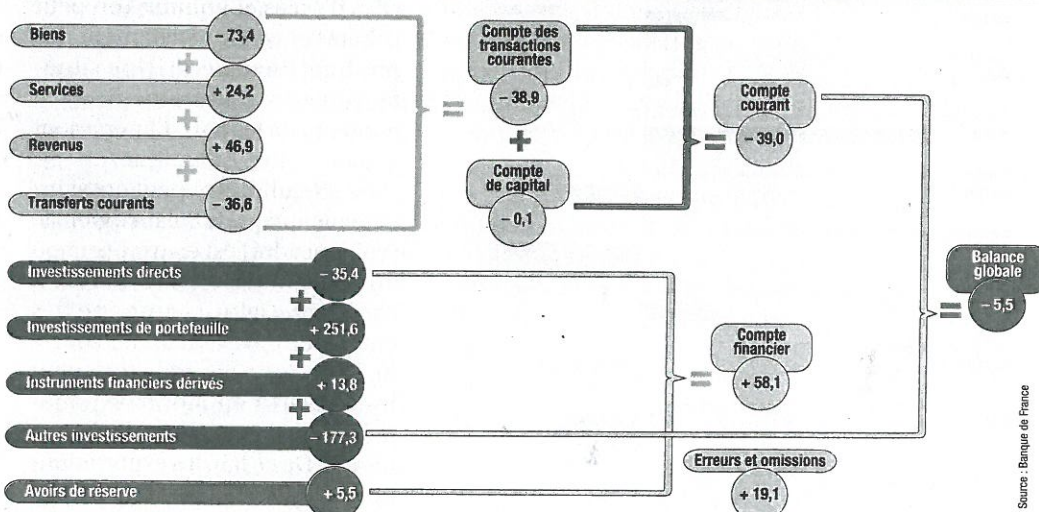 Biens
- 73,4
+
Services
+ 24,2
+
Revenus
+ 46,9
+
Transferts courants
- 36,6
=
Compte des
transactions
courantes
- 38,9
+
Compte
de capital
- 0,1
=
Compte
courant
- 39,0
Investissements directs
- 35,4
+
Investissements de portefeuille
+ 251,6
+
Instruments financiers dérivés
+ 13,8
+
Autres investissements
- 177,3
Avoirs de réserve
+ 5,5
=
Compte
financier
+ 58,1
Erreurs et omissions
+ 19,1
=
Balance
globale
- 5,5
Source : Banque de France